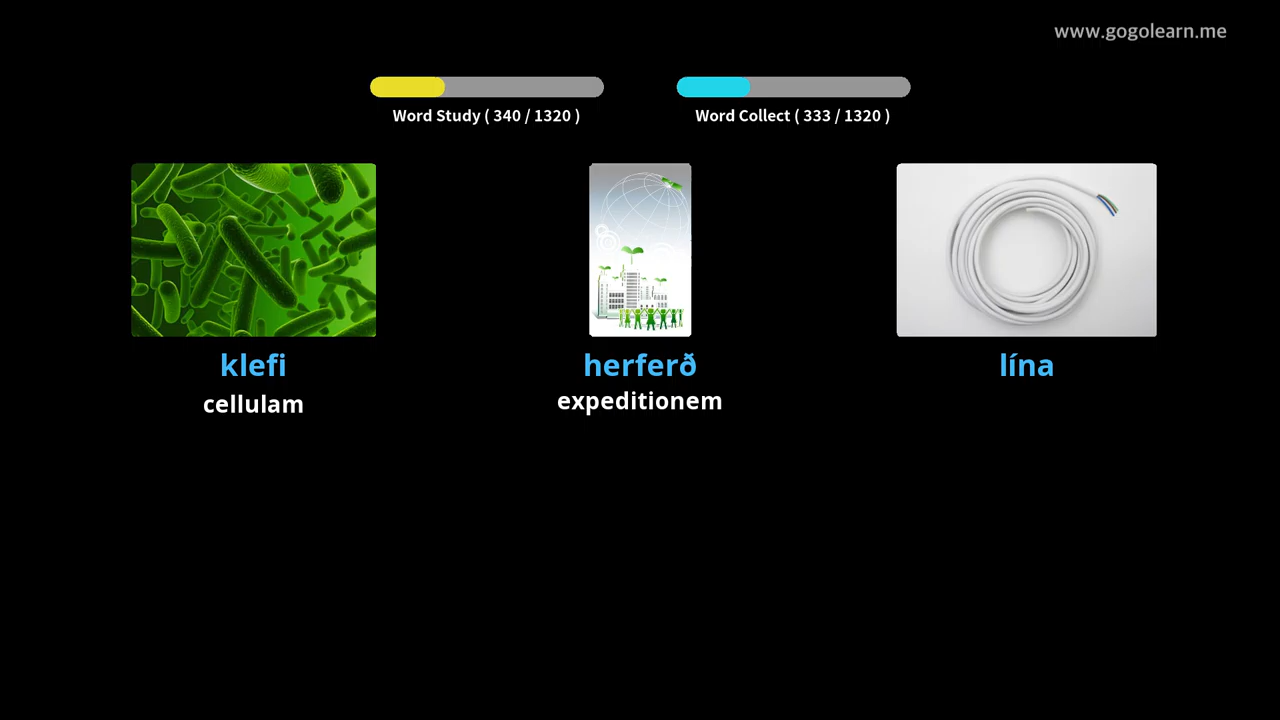 www.gogolearn.me
Word Study ( 340 / 1320 )
Word Collect ( 333 / 1320 )
klefi
cellulam
herferð
expeditionem
lína